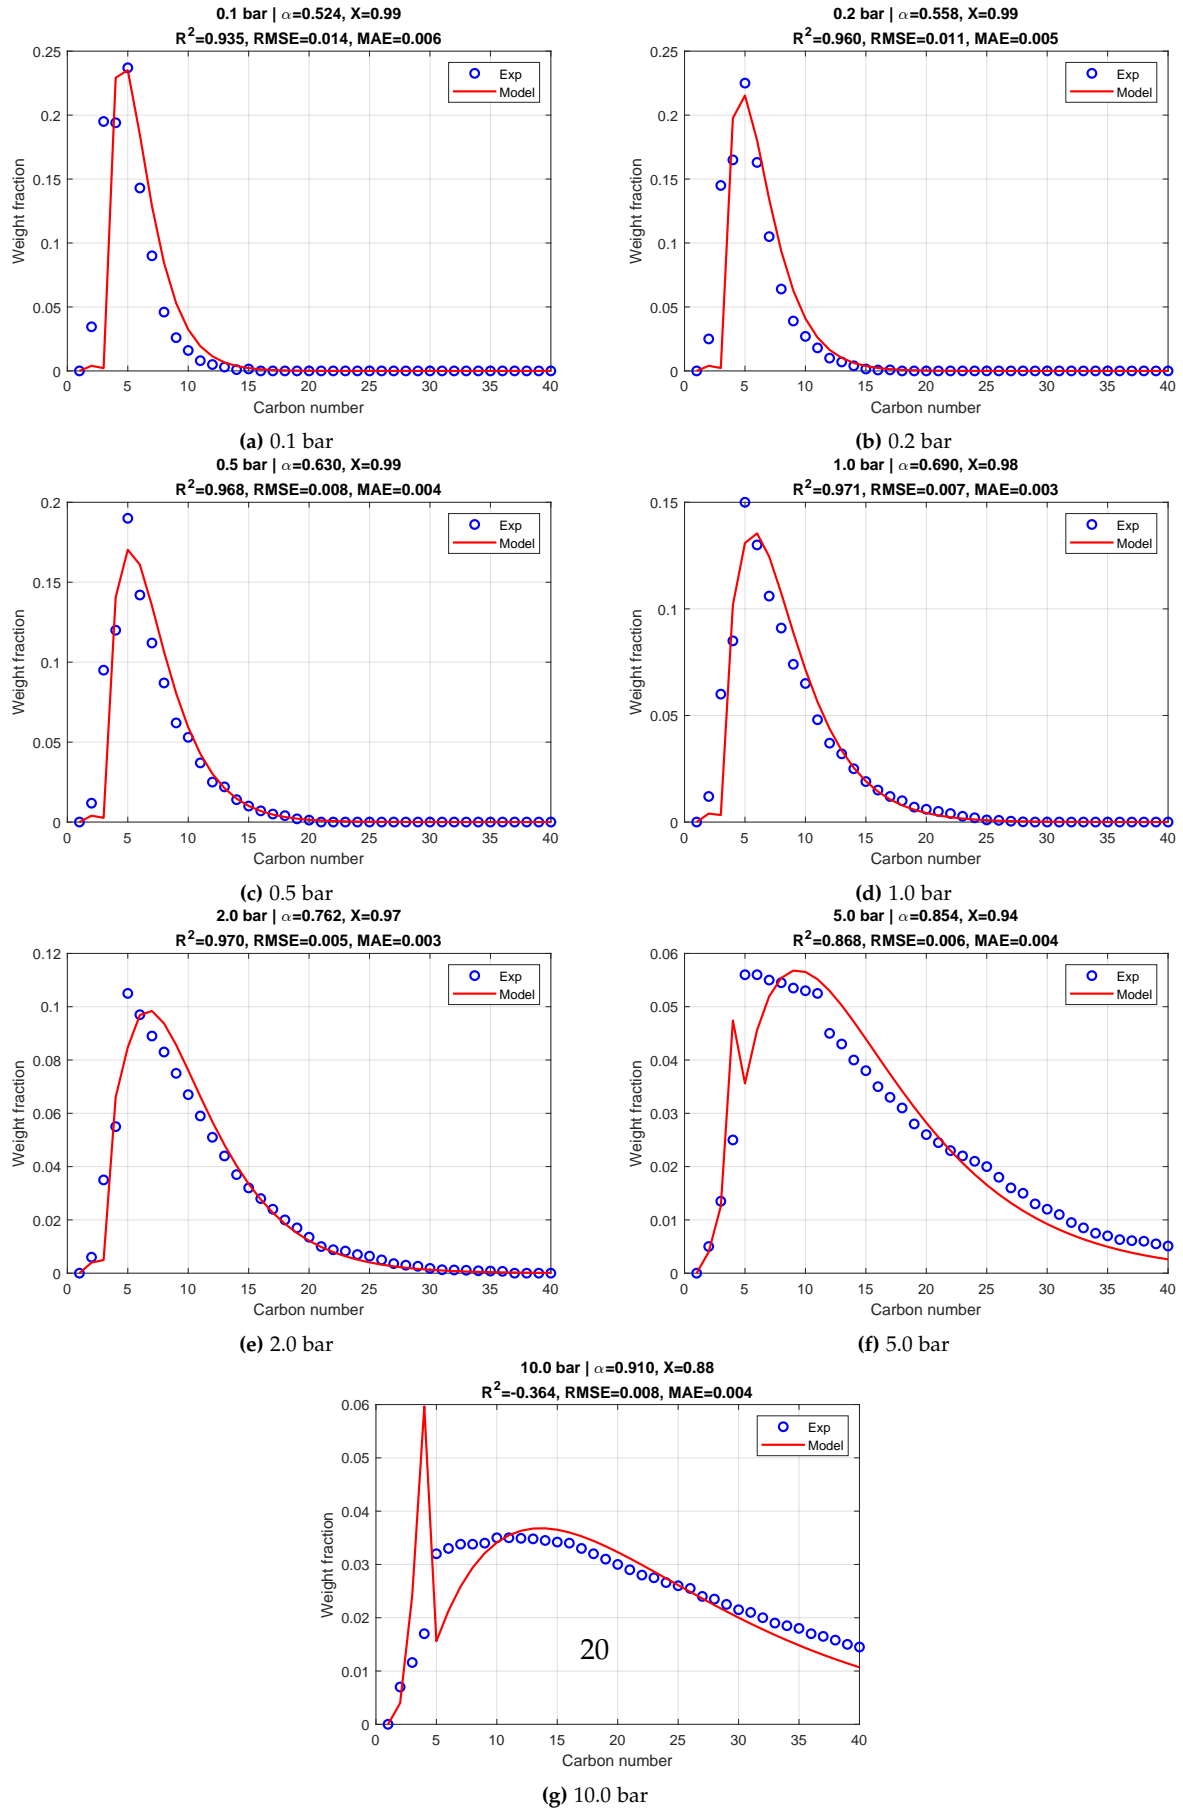 0.1 bar | α=0.524, X=0.99
R²=0.935, RMSE=0.014, MAE=0.006
0.25
0.2
0.15
0.1
0.05
0
Weight fraction
Exp
Model
0 5 10 15 20 25 30 35 40
Carbon number
(a) 0.1 bar
0.2 bar | α=0.558, X=0.99
R²=0.960, RMSE=0.011, MAE=0.005
0.25
0.2
0.15
0.1
0.05
0
Weight fraction
Exp
Model
0 5 10 15 20 25 30 35 40
Carbon number
(b) 0.2 bar
0.5 bar | α=0.630, X=0.99
R²=0.968, RMSE=0.008, MAE=0.004
0.2
0.15
0.1
0.05
0
Weight fraction
Exp
Model
0 5 10 15 20 25 30 35 40
Carbon number
(c) 0.5 bar
1.0 bar | α=0.690, X=0.98
R²=0.971, RMSE=0.007, MAE=0.003
0.15
0.1
0.05
0
Weight fraction
Exp
Model
0 5 10 15 20 25 30 35 40
Carbon number
(d) 1.0 bar
2.0 bar | α=0.762, X=0.97
R²=0.970, RMSE=0.005, MAE=0.003
0.12
0.1
0.08
0.06
0.04
0.02
0
Weight fraction
Exp
Model
0 5 10 15 20 25 30 35 40
Carbon number
(e) 2.0 bar
5.0 bar | α=0.854, X=0.94
R²=0.868, RMSE=0.006, MAE=0.004
0.06
0.05
0.04
0.03
0.02
0.01
0
Weight fraction
Exp
Model
0 5 10 15 20 25 30 35 40
Carbon number
(f) 5.0 bar
10.0 bar | α=0.910, X=0.88
R²=-0.364, RMSE=0.008, MAE=0.004
0.06
0.05
0.04
0.03
0.02
0.01
0
Weight fraction
Exp
Model
20
0 5 10 15 20 25 30 35 40
Carbon number
(g) 10.0 bar